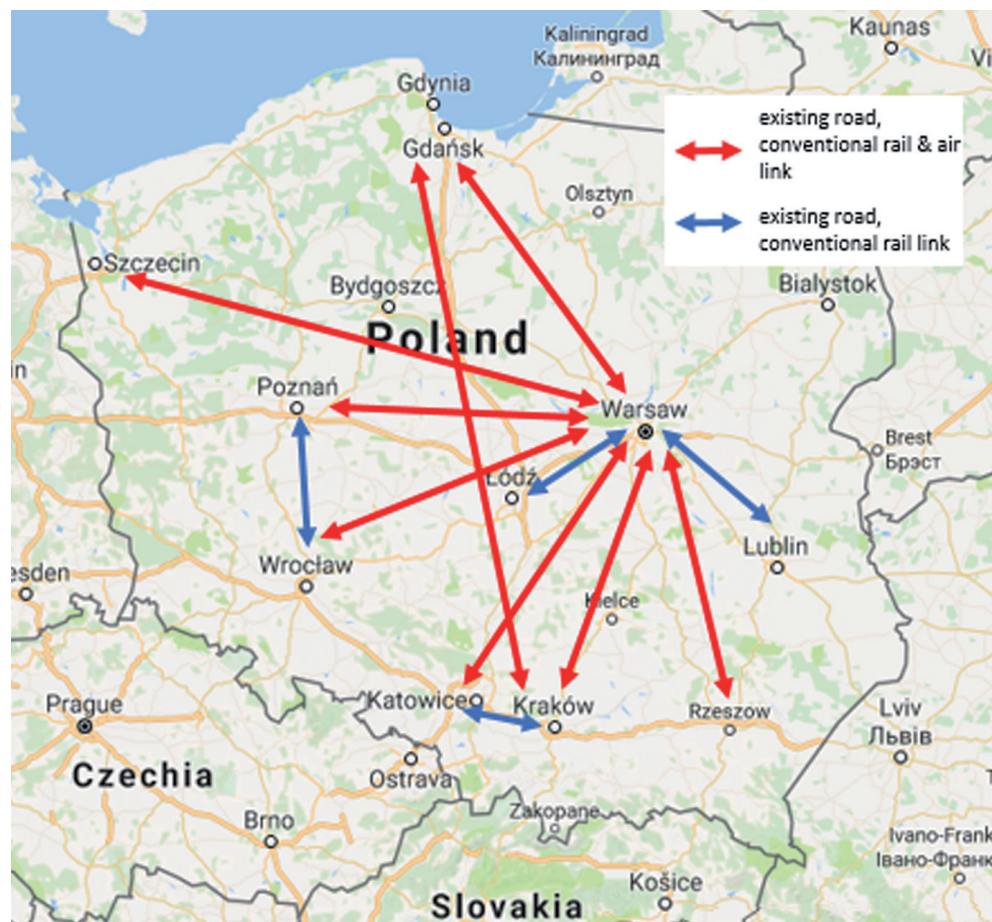 Kaunas
Kaliningrad
Калининград
Vi
Gdynia
existing road,
conventional rail & air
link
Gdańsk
Olsztyn
existing road,
conventional rail link
Szczecin
Bydgoszcz
Bialystok
Poland
in
Poznań
Warsaw
Brest
Брэст
Łódź
Lublin
Wrocław
esden
Kielce
Katowice
Kraków
Rzeszow
Prague
Lviv
Львів
Czechia
Ostrava
Zakopane
Brno
Ivano-Frank
Івано-Франк
Košice
Slovakia